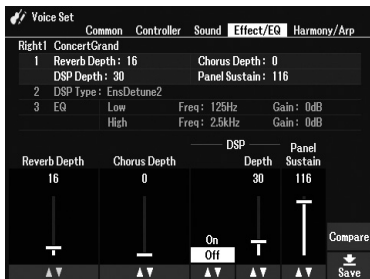 Voice Set
Common Controller Sound Effect/EQ Harmony/Arp
Right1 ConcertGrand
1 Reverb Depth: 16 Chorus Depth: 0
DSP Depth: 30 Panel Sustain: 116
2 DSP Type: EnsDetune2
3 EQ Low Freq: 125Hz Gain: 0dB
High Freq: 2.5kHz Gain: 0dB
DSP Panel
Reverb Depth Chorus Depth Depth Sustain
16 0 30 116
On
Off
Compare
Save